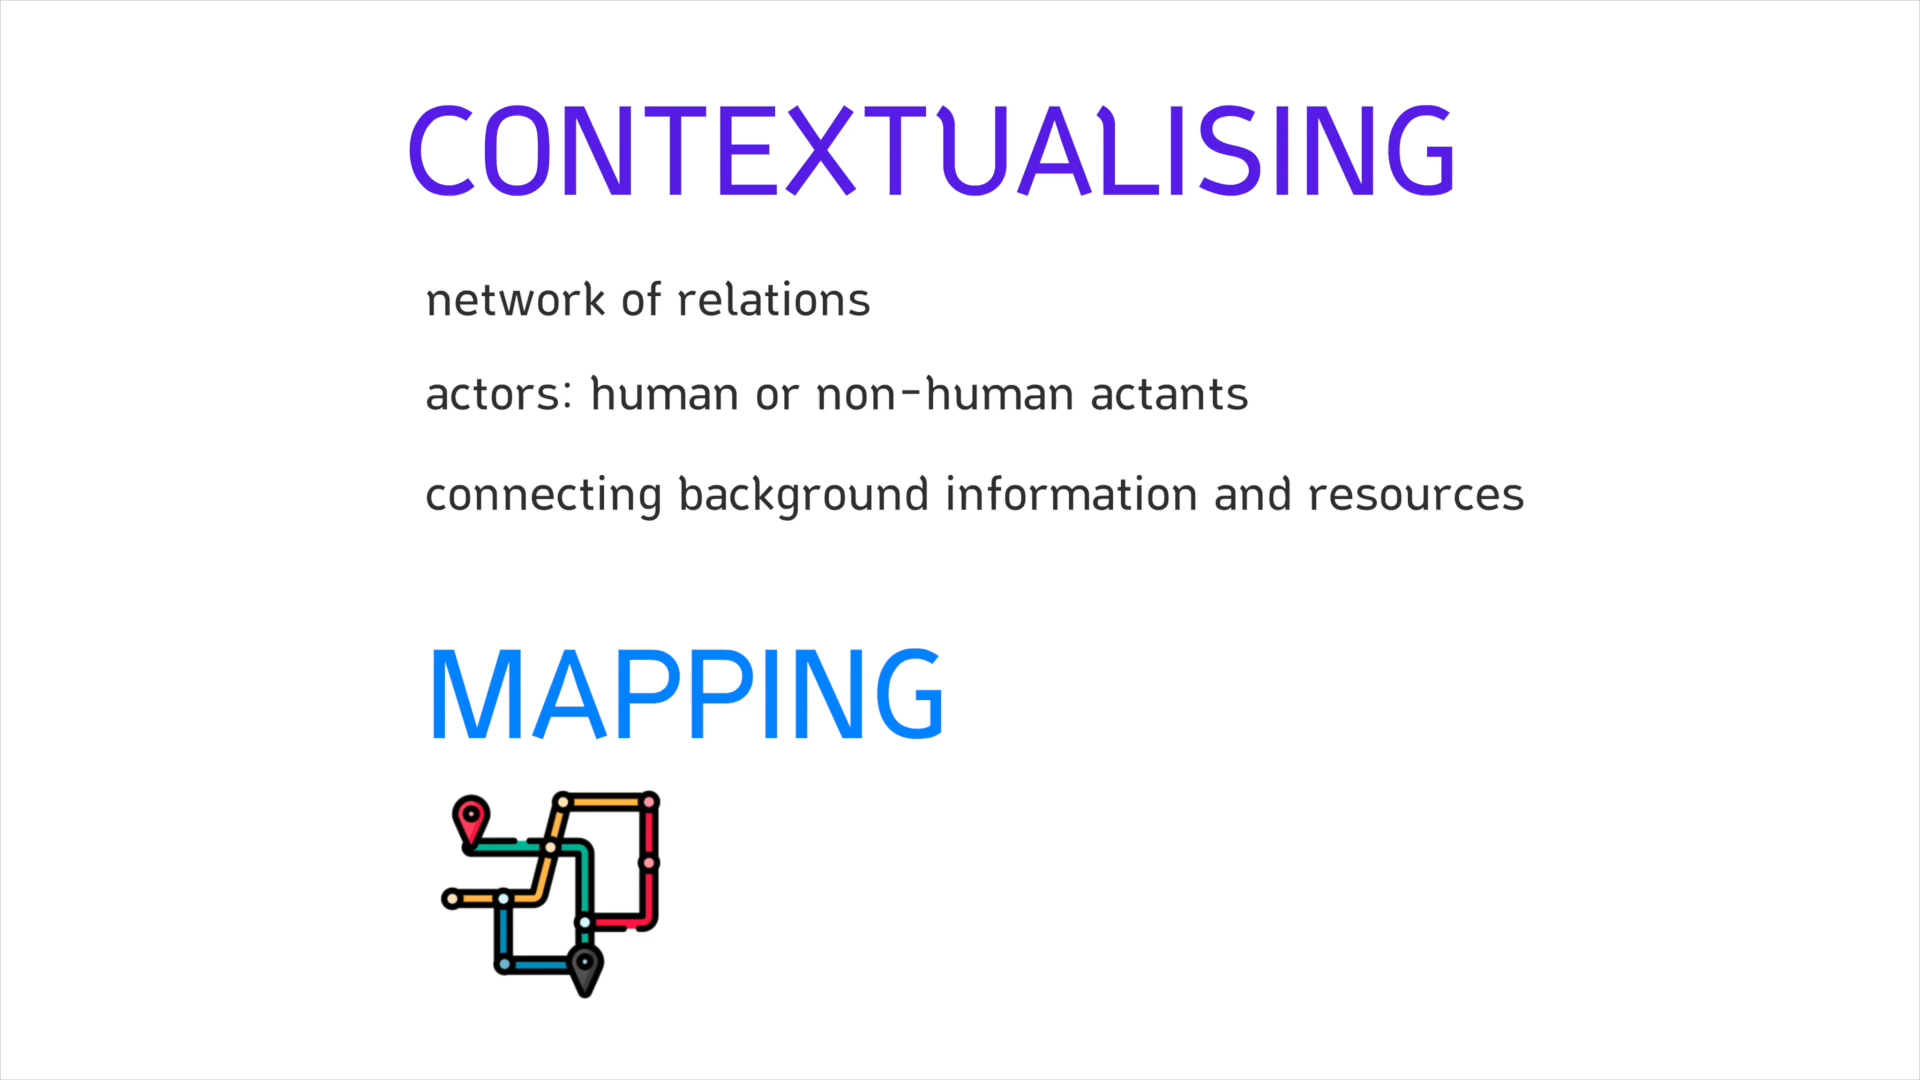 CONTEXTUALISING
network of relations
actors: human or non-human actants
connecting background information and resources
MAPPING